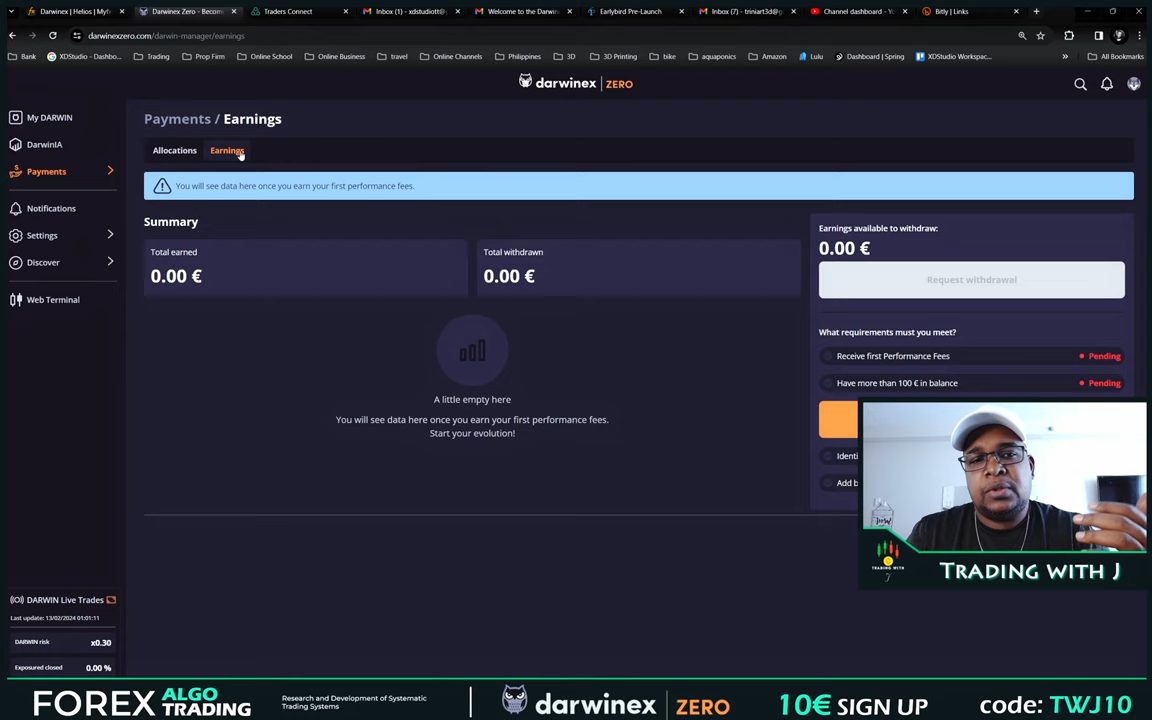 Darwinex | Helios | Myfx
Darwinex Zero - Becom
Traders Connect
Inbox (1) - xdstudiott@g
Welcome to the Darwin
Earlybird Pre-Launch
Inbox (7) - triniart3d@g
Channel dashboard - Yo
Bitly | Links
darwinexzero.com/darwin-manager/earnings
Bank
XDStudio - Dashbo...
Trading
Prop Firm
Online School
Online Business
travel
Online Channels
Philippines
3D
3D Printing
bike
aquaponics
Amazon
Lulu
Dashboard | Spring
XDStudio Workspac...
All Bookmarks
darwinex | ZERO
My DARWIN
DarwinIA
Payments
Notifications
Settings
Discover
Web Terminal
Payments / Earnings
Allocations
Earnings
You will see data here once you earn your first performance fees.
Summary
Total earned
0.00 €
Total withdrawn
0.00 €
A little empty here
You will see data here once you earn your first performance fees.
Start your evolution!
Earnings available to withdraw:
0.00 €
Request withdrawal
What requirements must you meet?
Receive first Performance Fees
Pending
Have more than 100 € in balance
Pending
Identi
Add b
DARWIN Live Trades
Last update: 13/02/2024 01:01:11
DARWIN risk
x0.30
Exposured closed
0.00 %
TRADING WITH
J
TRADING WITH J
FOREX ALGO TRADING
Research and Development of Systematic
Trading Systems
darwinex | ZERO
10€ SIGN UP
code: TWJ10